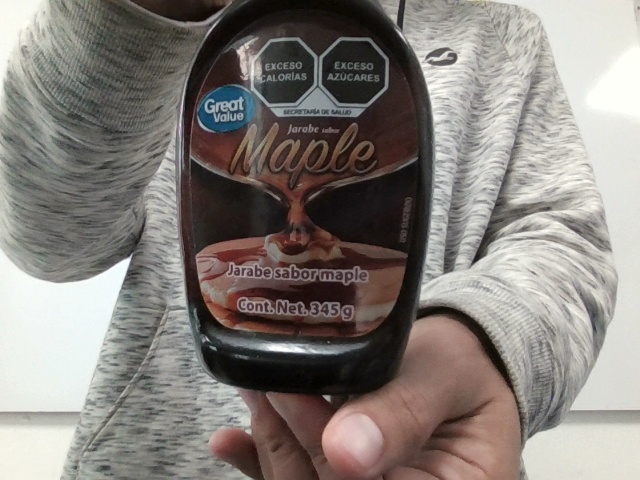 EXCESO CALORÍAS
EXCESO AZÚCARES
SECRETARÍA DE SALUD
Great Value
Jarabe sabor
Maple
Jarabe sabor maple
Cont. Net. 345 g